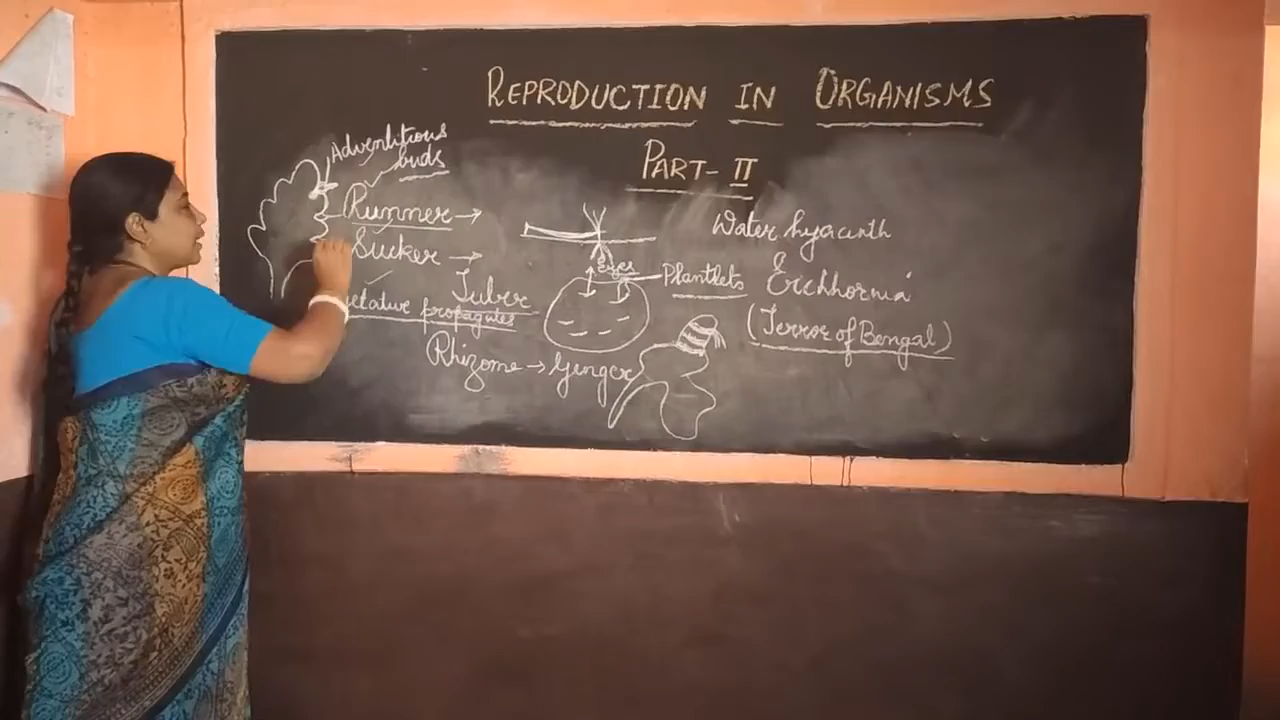 REPRODUCTION IN ORGANISMS
PART-II
Adventitious
buds
Runner →
Sucker →
Tuber
propagules
Rhizome → Ginger
eyes
Plantlets
Water hyacinth
Eichhornia
(Terror of Bengal)